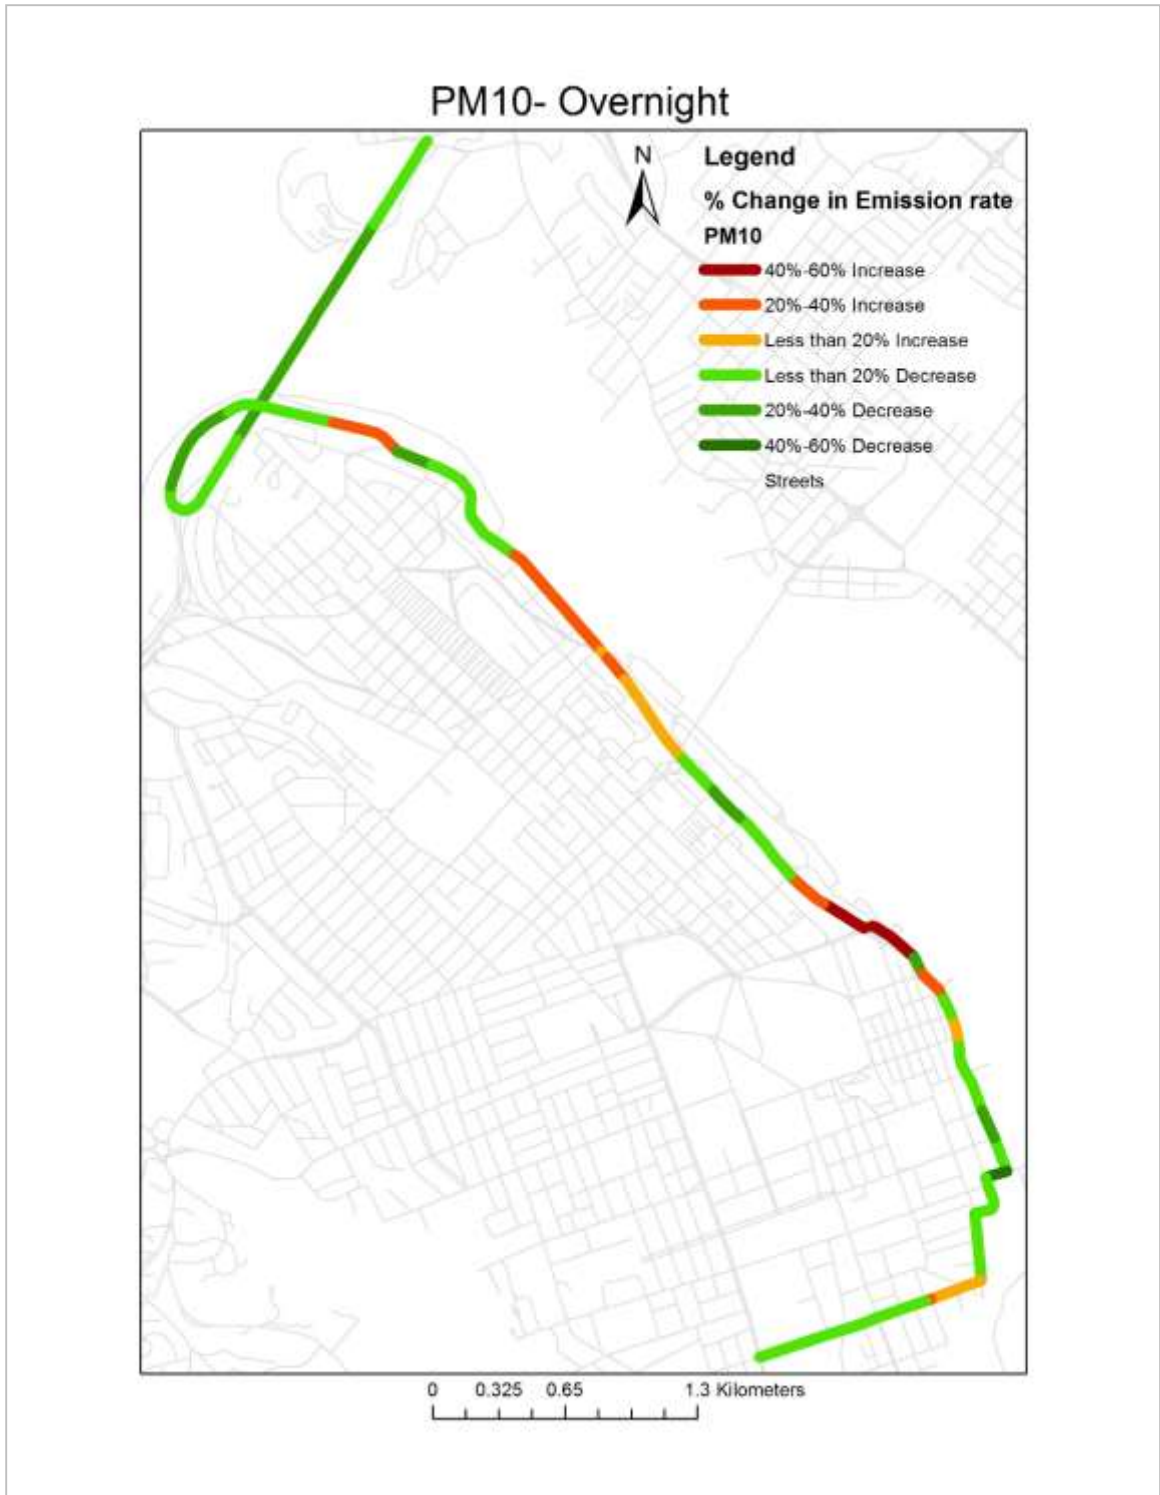 PM10- Overnight
N
Legend
% Change in Emission rate
PM10
40%-60% Increase
20%-40% Increase
Less than 20% Increase
Less than 20% Decrease
20%-40% Decrease
40%-60% Decrease
Streets
0 0.325 0.65 1.3 Kilometers